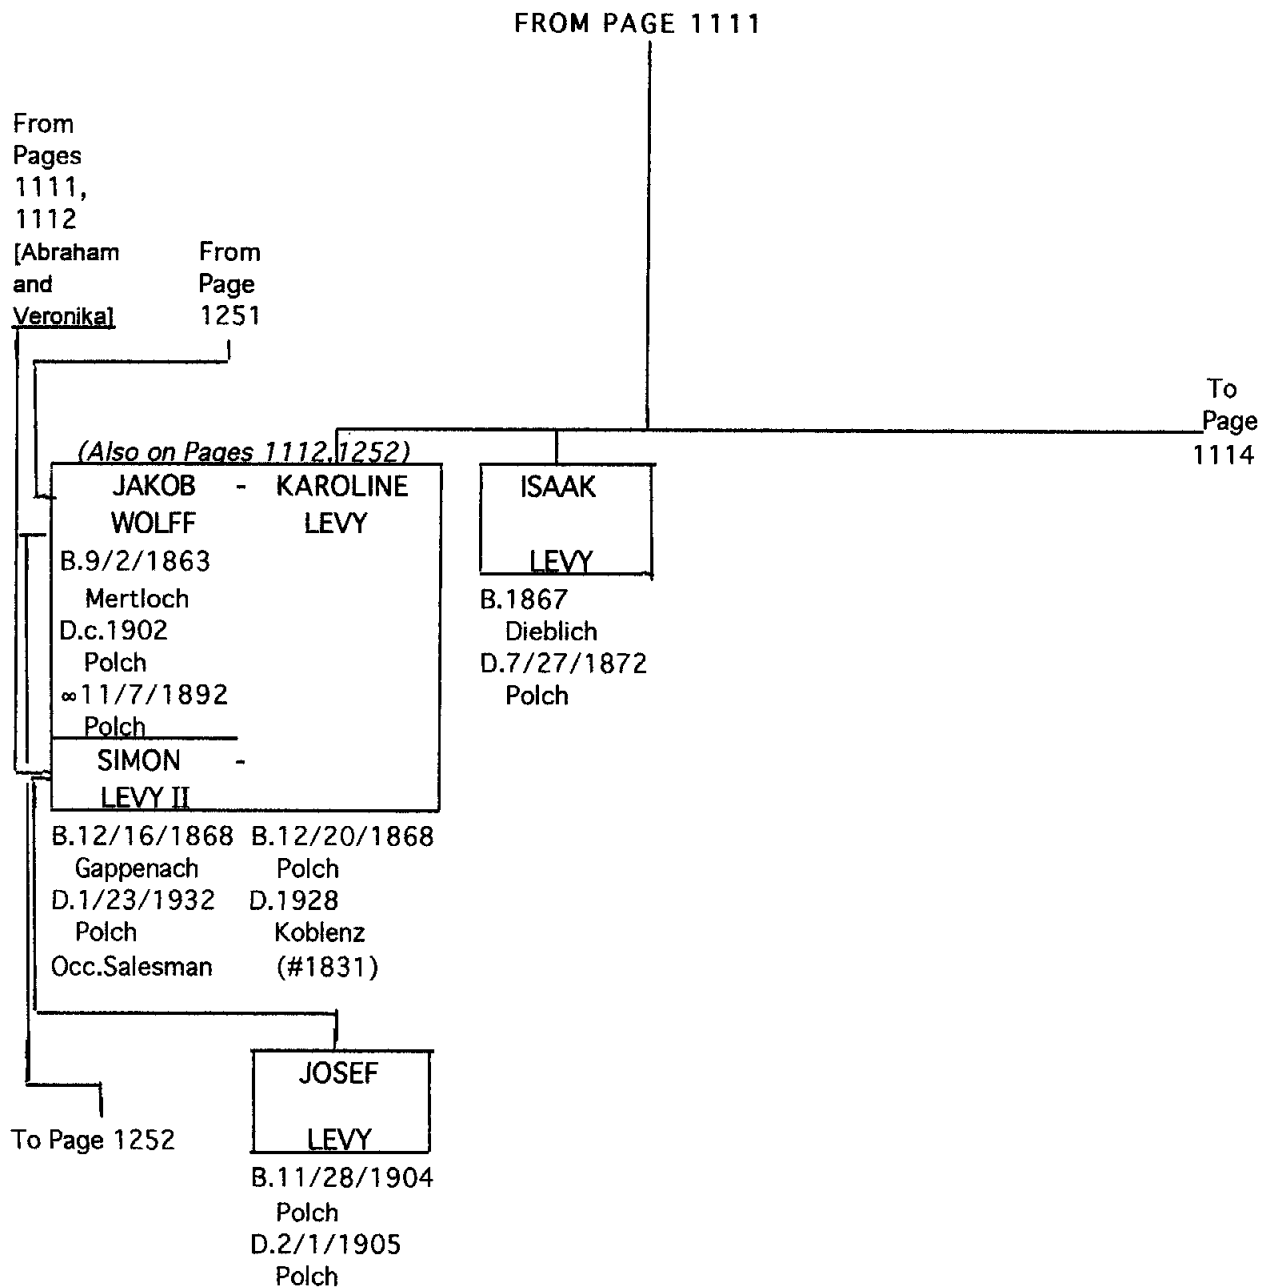 FROM PAGE 1111
From
Pages
1111,
1112
[Abraham
and
Veronika]
From
Page
1251
To
Page
1114
(Also on Pages 1112,1252)
JAKOB - KAROLINE
WOLFF LEVY
B.9/2/1863
Mertloch
D.c.1902
Polch
∞11/7/1892
Polch
SIMON -
LEVY II
B.12/16/1868 B.12/20/1868
Gappenach Polch
D.1/23/1932 D.1928
Polch Koblenz
Occ.Salesman (#1831)
ISAAK
LEVY
B.1867
Dieblich
D.7/27/1872
Polch
To Page 1252
JOSEF
LEVY
B.11/28/1904
Polch
D.2/1/1905
Polch